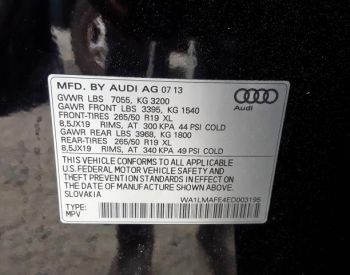 MFD. BY AUDI AG 07 13
GVWR LBS 7055, KG 3200
GAWR FRONT LBS 3395, KG 1540
FRONT-TIRES 265/50 R19 XL
8,5JX19 RIMS, AT 300 KPA 44 PSI COLD
GAWR REAR LBS 3968, KG 1800
REAR-TIRES 265/50 R19 XL
8,5JX19 RIMS, AT 340 KPA 49 PSI COLD
Audi
THIS VEHICLE CONFORMS TO ALL APPLICABLE
U.S. FEDERAL MOTOR VEHICLE SAFETY AND
THEFT PREVENTION STANDARDS IN EFFECT ON THE
DATE OF MANUFACTURE SHOWN ABOVE.
SLOVAKIA
WA1LMAFE4ED003195
TYPE:
MPV